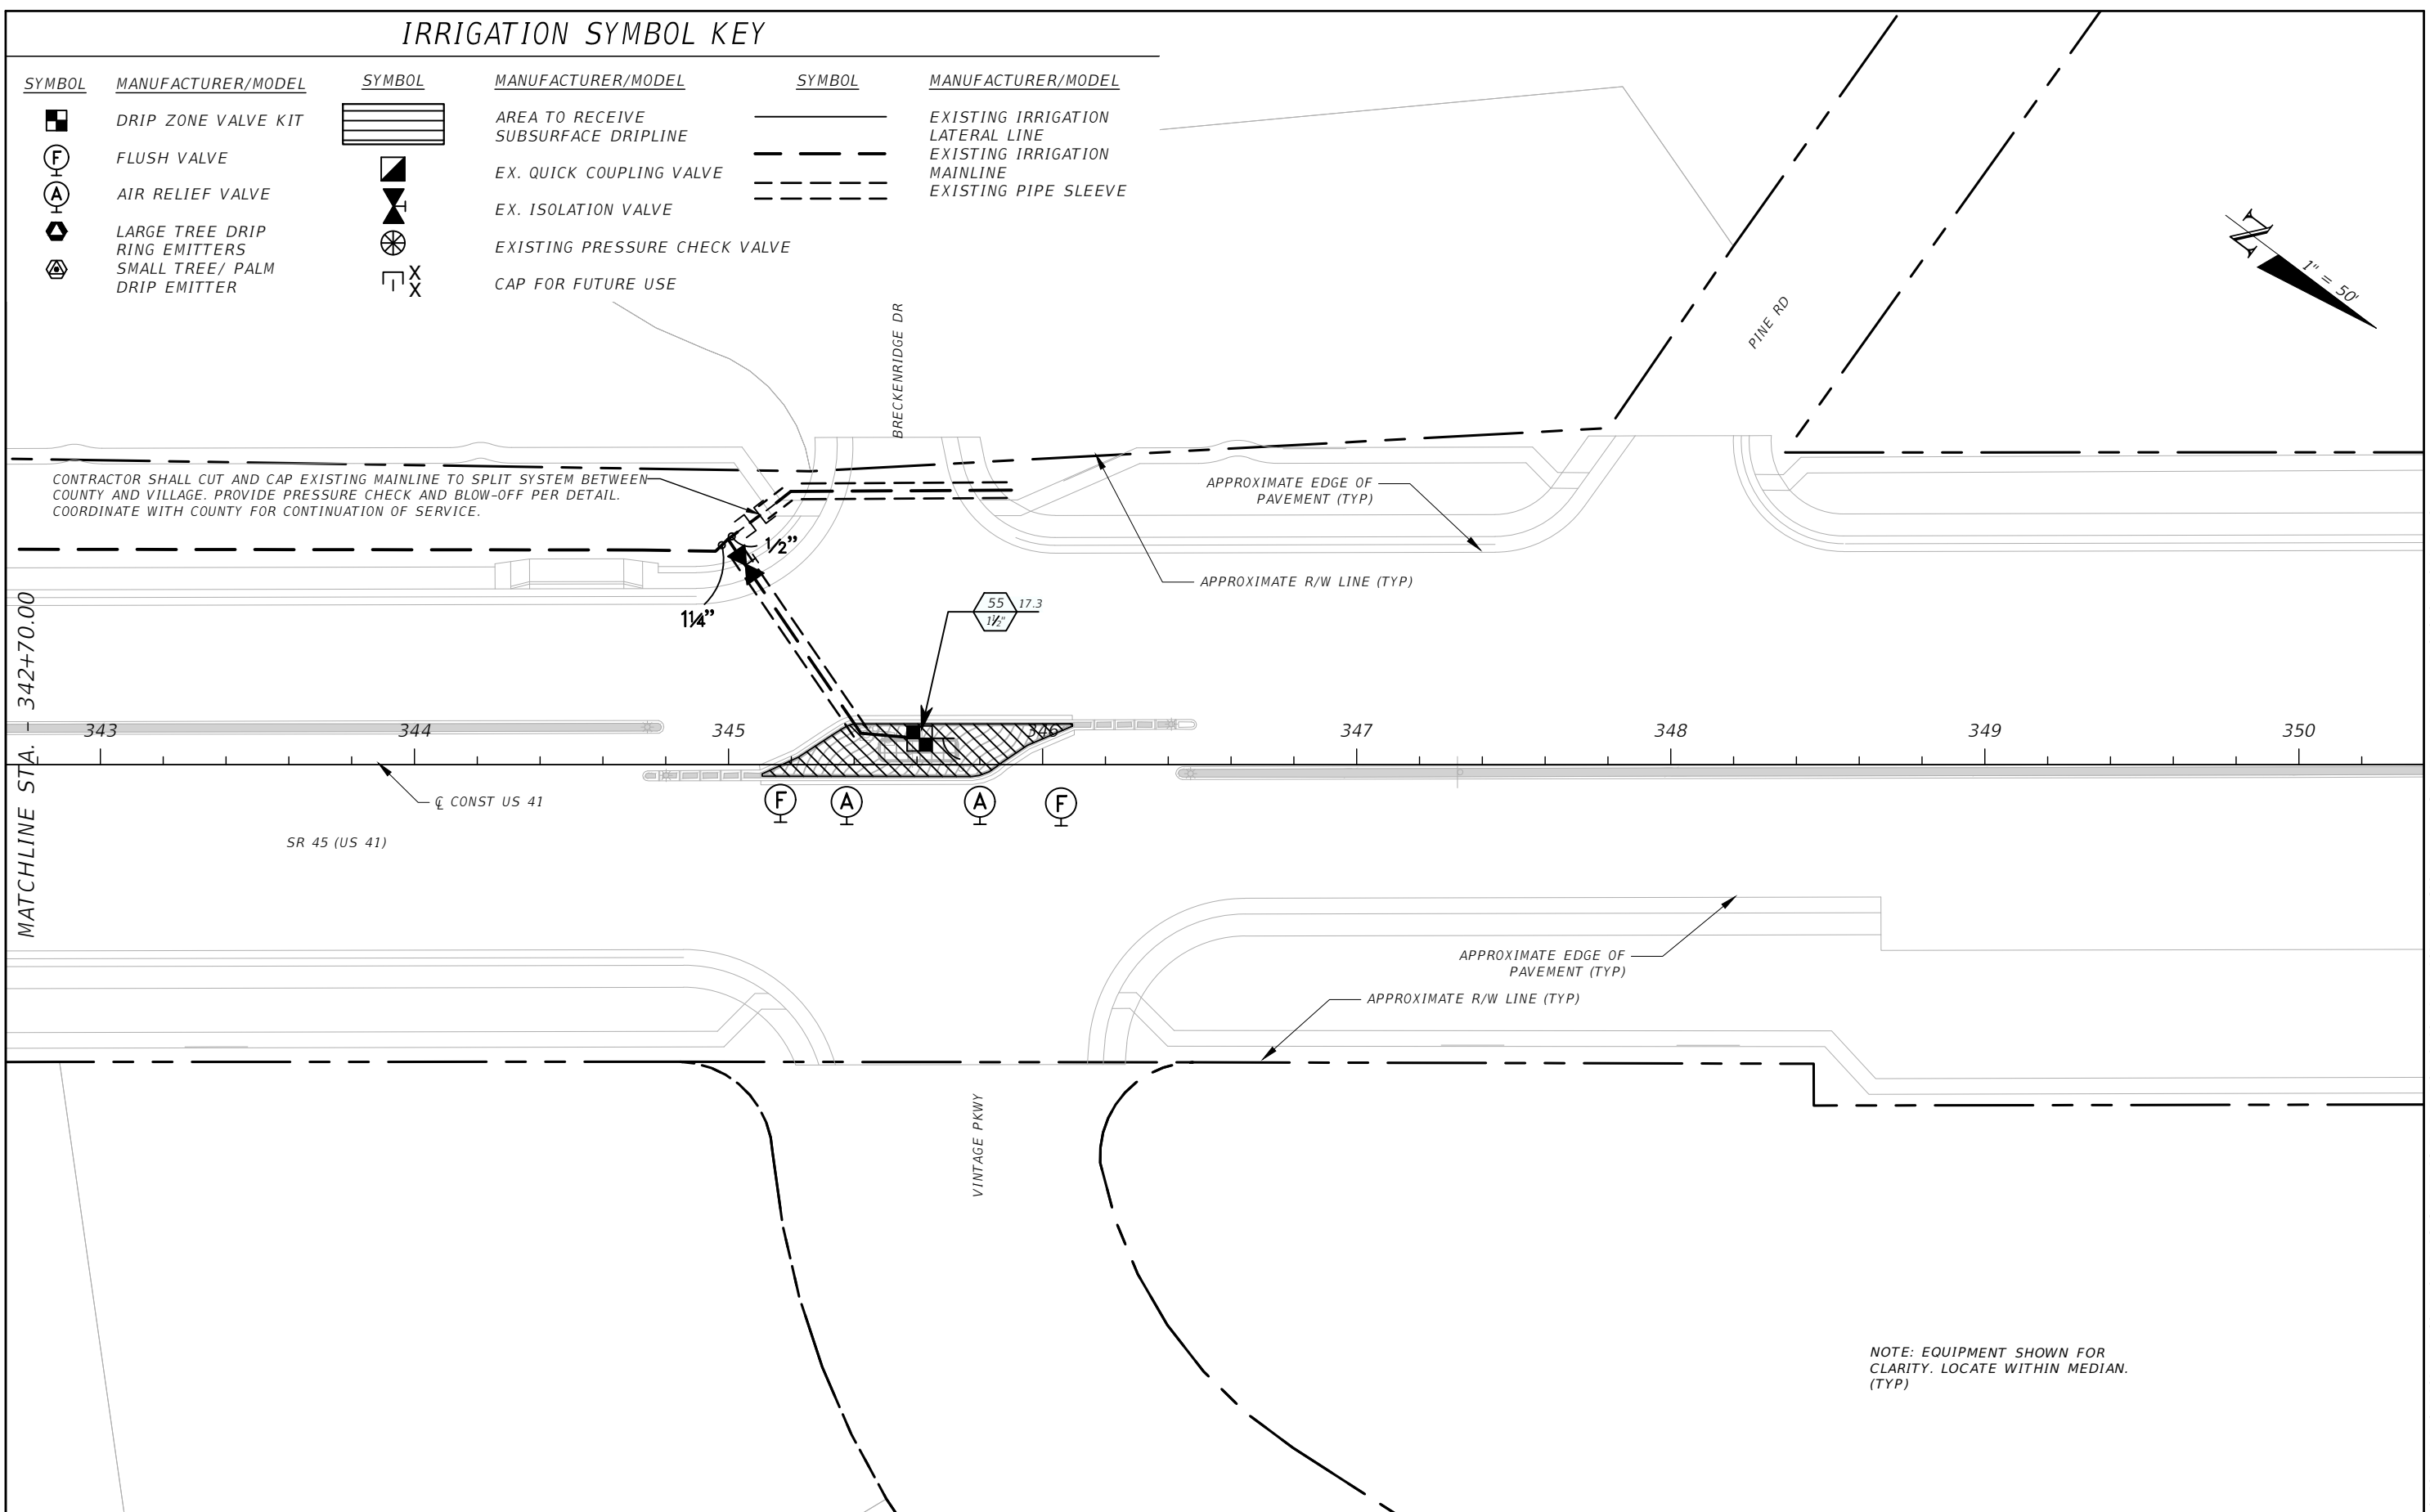 IRRIGATION SYMBOL KEY
SYMBOL
MANUFACTURER/MODEL
DRIP ZONE VALVE KIT
F
FLUSH VALVE
A
AIR RELIEF VALVE
LARGE TREE DRIP
RING EMITTERS
SMALL TREE/ PALM
DRIP EMITTER
SYMBOL
MANUFACTURER/MODEL
AREA TO RECEIVE
SUBSURFACE DRIPLINE
EX. QUICK COUPLING VALVE
EX. ISOLATION VALVE
EXISTING PRESSURE CHECK VALVE
X
X
CAP FOR FUTURE USE
SYMBOL
MANUFACTURER/MODEL
EXISTING IRRIGATION
LATERAL LINE
EXISTING IRRIGATION
MAINLINE
EXISTING PIPE SLEEVE
N
1" = 50'
PINE RD
BRECKENRIDGE DR
CONTRACTOR SHALL CUT AND CAP EXISTING MAINLINE TO SPLIT SYSTEM BETWEEN
COUNTY AND VILLAGE. PROVIDE PRESSURE CHECK AND BLOW-OFF PER DETAIL.
COORDINATE WITH COUNTY FOR CONTINUATION OF SERVICE.
APPROXIMATE EDGE OF
PAVEMENT (TYP)
½"
APPROXIMATE R/W LINE (TYP)
1¼"
55
17.3
1½"
MATCHLINE STA. - 342+70.00
343
344
345
346
347
348
349
350
℄ CONST US 41
F
A
A
F
SR 45 (US 41)
APPROXIMATE EDGE OF
PAVEMENT (TYP)
APPROXIMATE R/W LINE (TYP)
VINTAGE PKWY
NOTE: EQUIPMENT SHOWN FOR
CLARITY. LOCATE WITHIN MEDIAN.
(TYP)